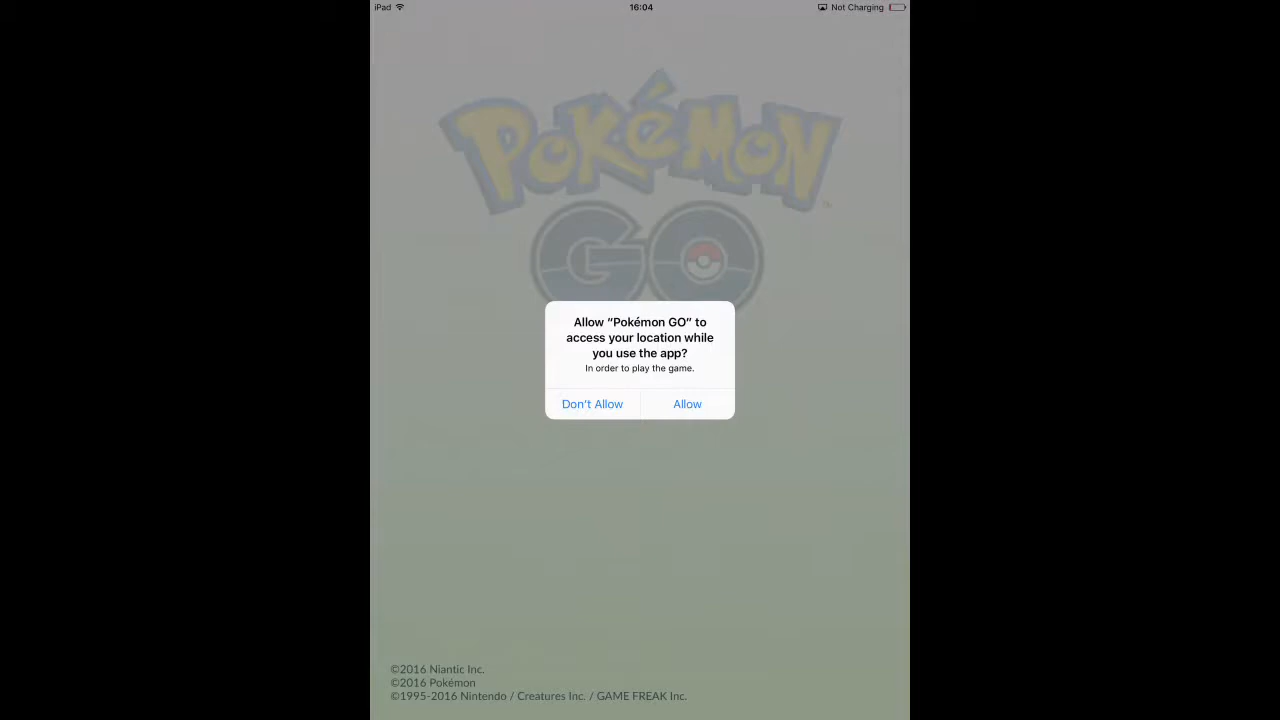 iPad
16:04
Not Charging
POKéMON
TM
GO
Allow “Pokémon GO” to
access your location while
you use the app?
In order to play the game.
Don’t Allow
Allow
©2016 Niantic Inc.
©2016 Pokémon
©1995-2016 Nintendo / Creatures Inc. / GAME FREAK Inc.